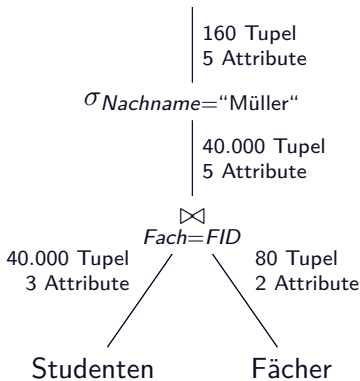 160 Tupel
5 Attribute
σ Nachname=“Müller“
40.000 Tupel
5 Attribute
⋈
Fach=FID
40.000 Tupel
3 Attribute
80 Tupel
2 Attribute
Studenten
Fächer